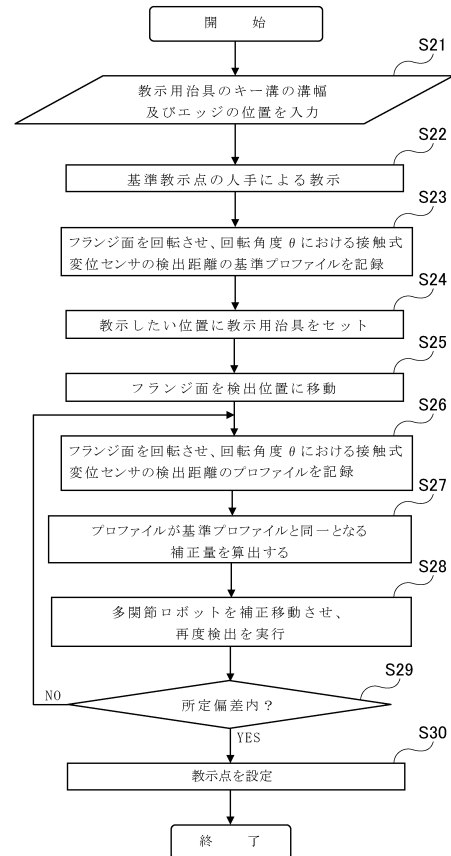 開 始
S21
教示用治具のキー溝の溝幅
及びエッジの位置を入力
S22
基準教示点の人手による教示
S23
フランジ面を回転させ、回転角度θにおける接触式
変位センサの検出距離の基準プロファイルを記録
S24
教示したい位置に教示用治具をセット
S25
フランジ面を検出位置に移動
S26
フランジ面を回転させ、回転角度θにおける接触式
変位センサの検出距離のプロファイルを記録
S27
プロファイルが基準プロファイルと同一となる
補正量を算出する
S28
多関節ロボットを補正移動させ、
再度検出を実行
S29
所定偏差内？
NO
YES
S30
教示点を設定
終 了